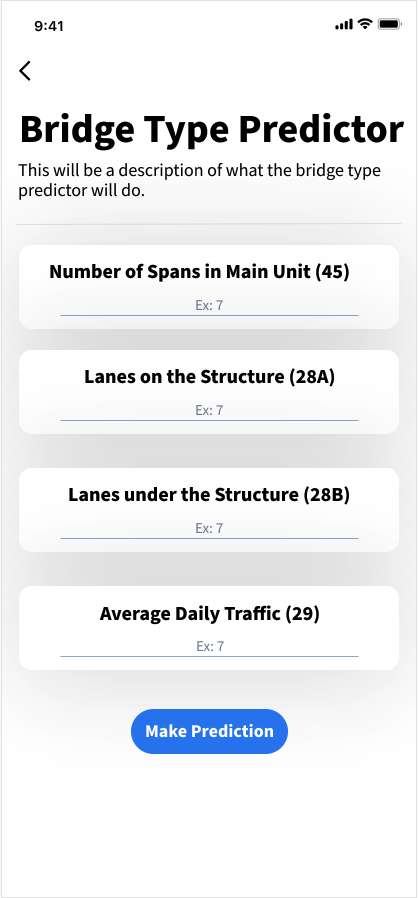 9:41
Bridge Type Predictor
This will be a description of what the bridge type
predictor will do.
Number of Spans in Main Unit (45)
Ex: 7
Lanes on the Structure (28A)
Ex: 7
Lanes under the Structure (28B)
Ex: 7
Average Daily Traffic (29)
Ex: 7
Make Prediction